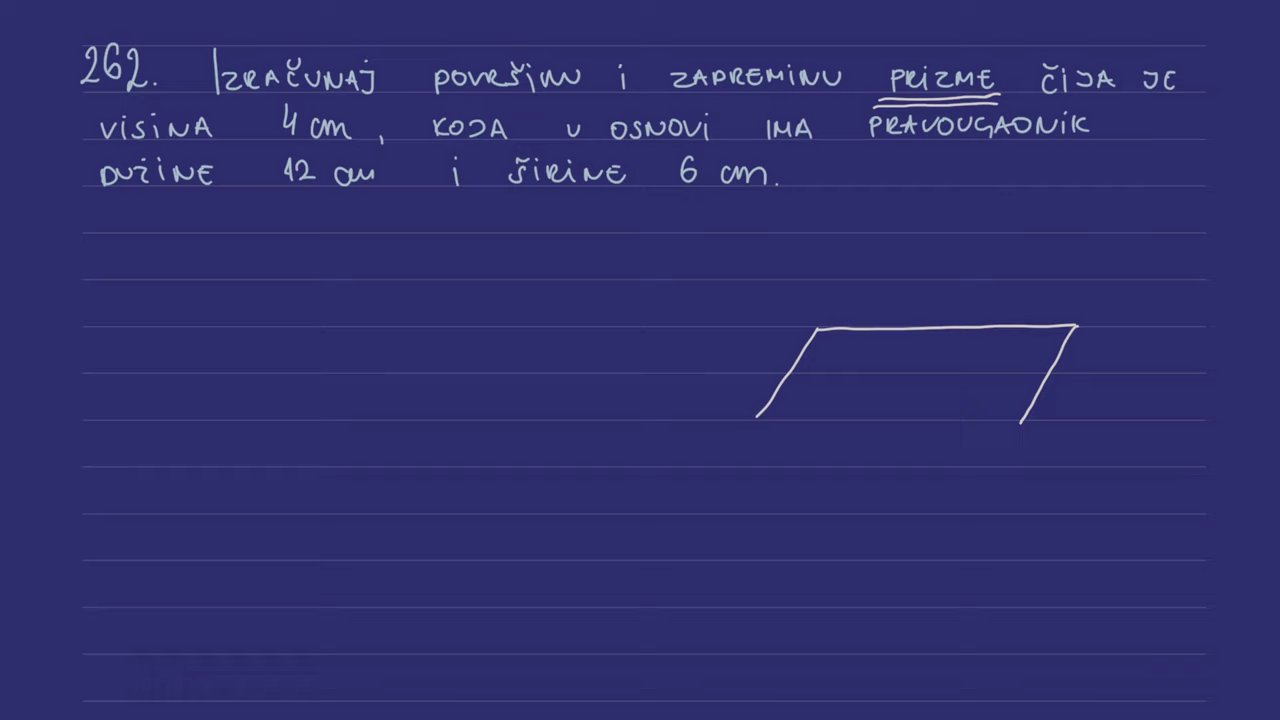 262. IZRAČUNAJ POVRŠINU I ZAPREMINU PRIZME ČIJA JE
VISINA 4 cm, KOJA U OSNOVI IMA PRAVOUGAONIK
DUŽINE 12 cm i ŠIRINE 6 cm.